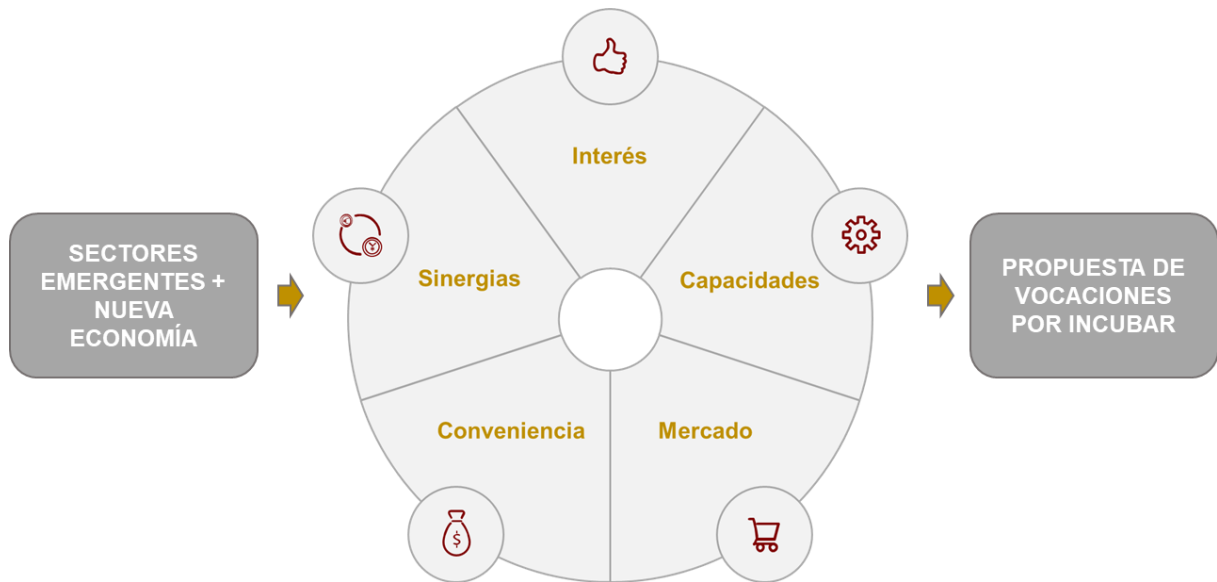 SECTORES
EMERGENTES +
NUEVA
ECONOMÍA
Interés
Sinergias
Capacidades
Conveniencia
Mercado
$
PROPUESTA DE
VOCACIONES
POR INCUBAR